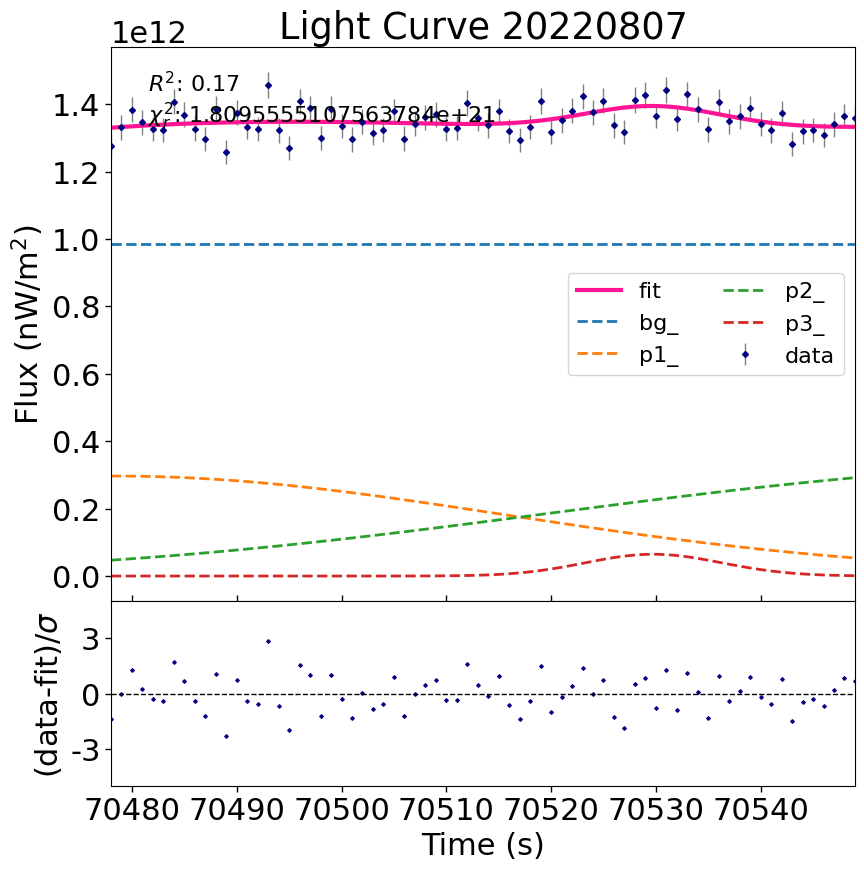 Light Curve 20220807
1e12
R²: 0.17
χ²ᵣ: 1.8095555107563784e+21
1.4
1.2
1.0
0.8
0.6
0.4
0.2
0.0
Flux (nW/m²)
fit
bg_
p1_
p2_
p3_
data
3
0
-3
(data-fit)/σ
70480 70490 70500 70510 70520 70530 70540
Time (s)